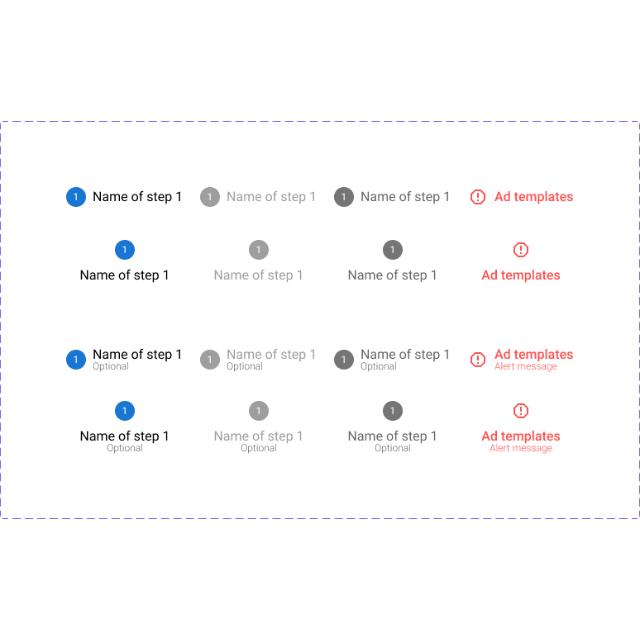 1 Name of step 1 1 Name of step 1 1 Name of step 1 Ad templates
1 1 1
Name of step 1 Name of step 1 Name of step 1 Ad templates
1 Name of step 1 1 Name of step 1 1 Name of step 1 Ad templates
Optional Optional Optional Alert message
1 1 1
Name of step 1 Name of step 1 Name of step 1 Ad templates
Optional Optional Optional Alert message